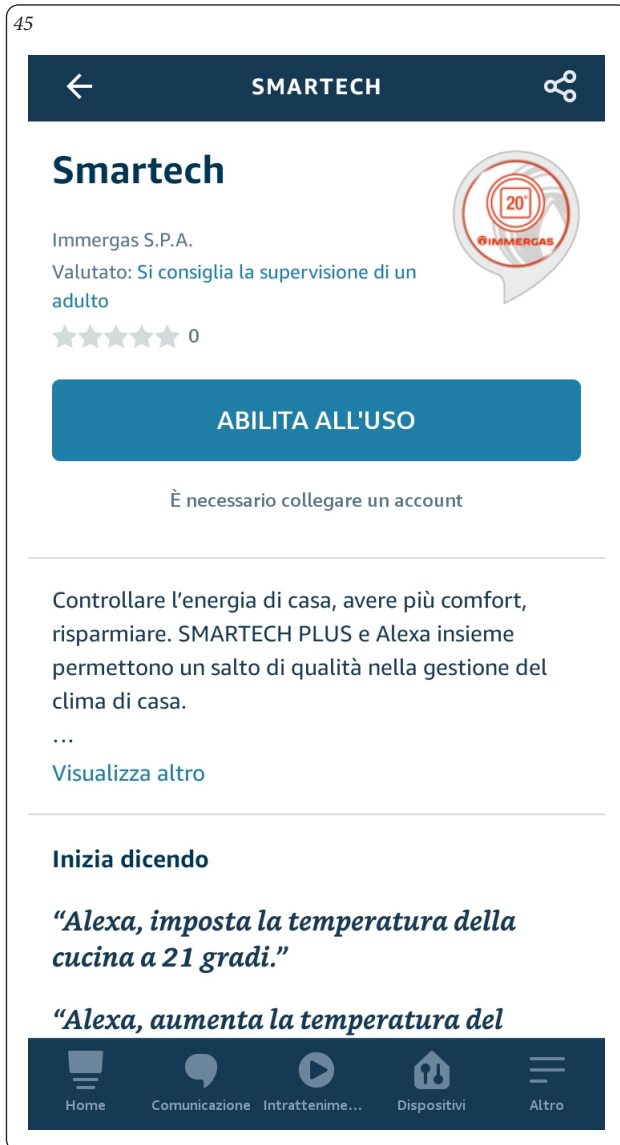 45
SMARTECH
Smartech
20°
IMMERGAS
Immergas S.P.A.
Valutato: Si consiglia la supervisione di un
adulto
0
ABILITA ALL'USO
È necessario collegare un account
Controllare l’energia di casa, avere più comfort,
risparmiare. SMARTECH PLUS e Alexa insieme
permettono un salto di qualità nella gestione del
clima di casa.
...
Visualizza altro
Inizia dicendo
“Alexa, imposta la temperatura della
cucina a 21 gradi.”
“Alexa, aumenta la temperatura del
Home Comunicazione Intrattenime... Dispositivi Altro